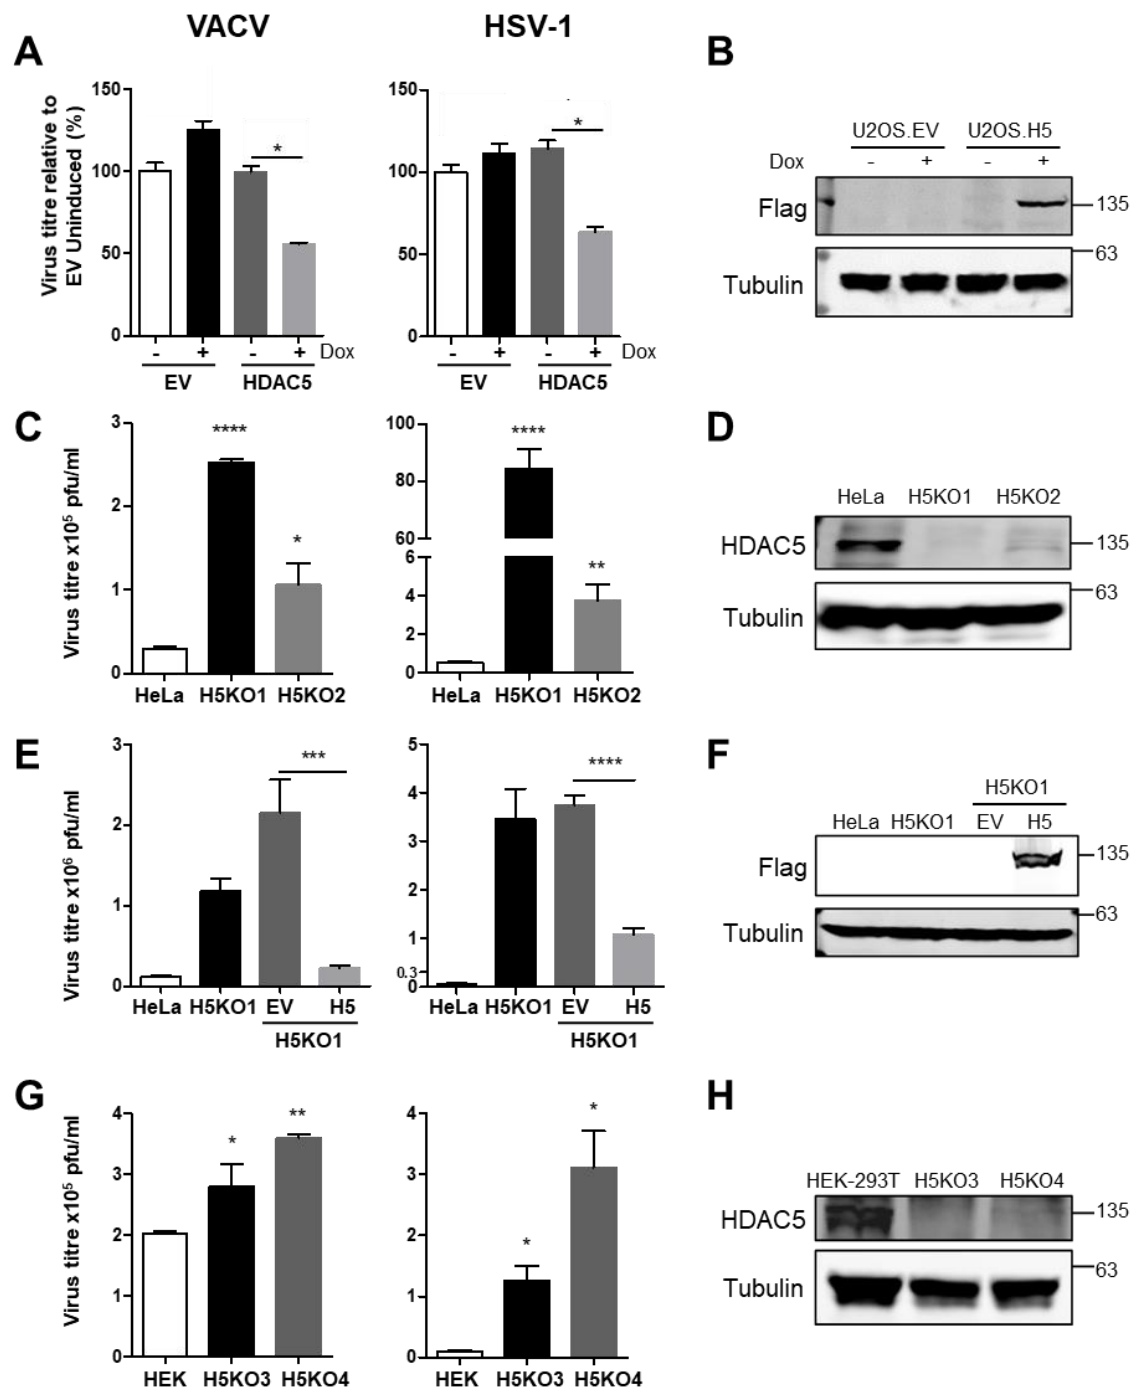 VACV
HSV-1
A
Virus titre relative to
EV Uninduced (%)
150
100
50
0
*
- + - + Dox
EV HDAC5
150
100
50
0
*
- + - + Dox
EV HDAC5
B
U2OS.EV U2OS.H5
Dox - + - +
Flag 135
63
Tubulin
C
Virus titre x10⁵ pfu/ml
3
2
1
0
****
*
HeLa H5KO1 H5KO2
100
80
60
6
4
2
0
****
**
HeLa H5KO1 H5KO2
D
HeLa H5KO1 H5KO2
HDAC5 135
63
Tubulin
E
Virus titre x10⁶ pfu/ml
3
2
1
0
***
HeLa H5KO1 EV H5
H5KO1
5
4
3
2
1
0.3
0
****
HeLa H5KO1 EV H5
H5KO1
F
H5KO1
HeLa H5KO1 EV H5
Flag 135
63
Tubulin
G
Virus titre x10⁵ pfu/ml
4
3
2
1
0
*
**
HEK H5KO3 H5KO4
4
3
2
1
0
*
*
HEK H5KO3 H5KO4
H
HEK-293T H5KO3 H5KO4
HDAC5 135
63
Tubulin